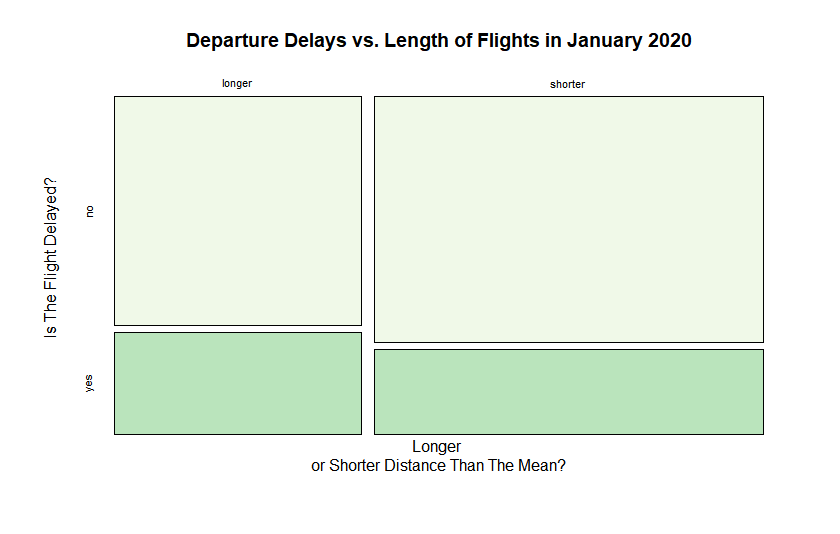 Departure Delays vs. Length of Flights in January 2020
longer
shorter
Is The Flight Delayed?
no
yes
Longer
or Shorter Distance Than The Mean?